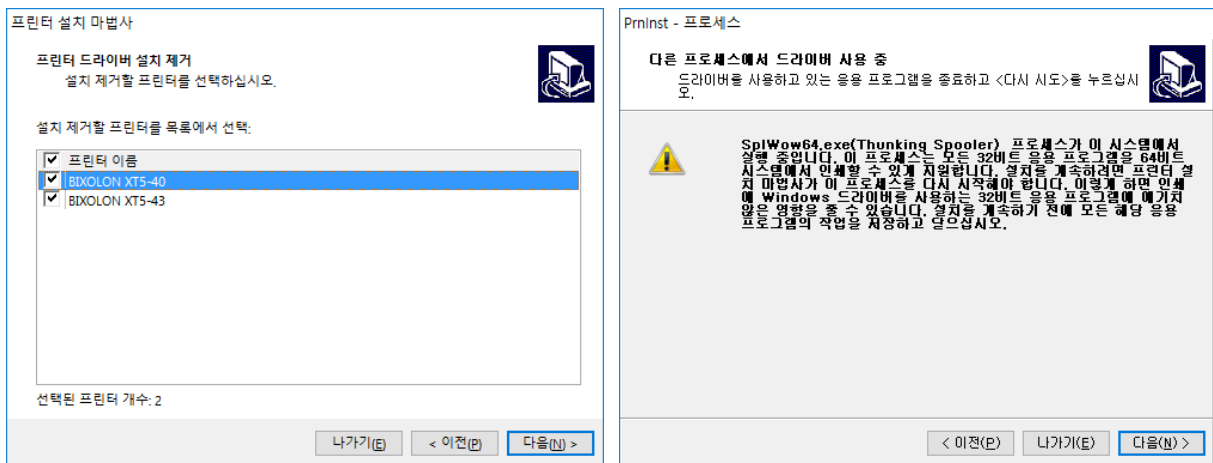 프린터 설치 마법사
프린터 드라이버 설치 제거
설치 제거할 프린터를 선택하십시오.
설치 제거할 프린터를 목록에서 선택:
프린터 이름
BIXOLON XT5-40
BIXOLON XT5-43
선택된 프린터 개수: 2
나가기(E)
< 이전(P)
다음(N) >
PrnInst - 프로세스
다른 프로세스에서 드라이버 사용 중
드라이버를 사용하고 있는 응용 프로그램을 종료하고 <다시 시도>를 누르십시
오.
SplWow64.exe(Thunking Spooler) 프로세스가 이 시스템에서
실행 중입니다. 이 프로세스는 모든 32비트 응용 프로그램을 64비트
시스템에서 인쇄할 수 있게 지원합니다. 설치를 계속하려면 프린터 설
치 마법사가 이 프로세스를 다시 시작해야 합니다. 이렇게 하면 인쇄
에 Windows 드라이버를 사용하는 32비트 응용 프로그램에 예기치
않은 영향을 줄 수 있습니다. 설치를 계속하기 전에 모든 해당 응용
프로그램의 작업을 저장하고 닫으십시오.
< 이전(P)
나가기(E)
다음(N) >